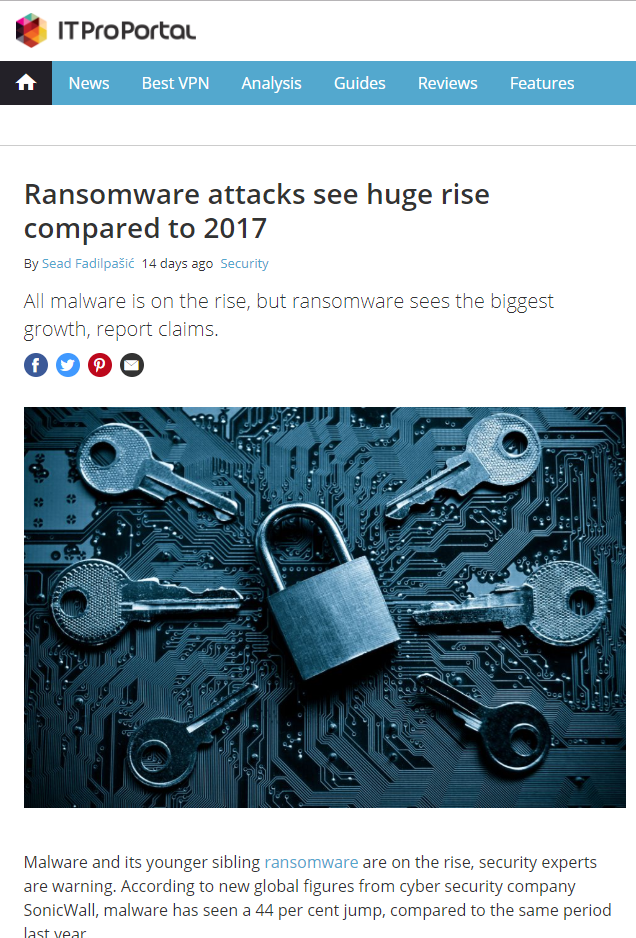 ITProPortal
News Best VPN Analysis Guides Reviews Features
Ransomware attacks see huge rise
compared to 2017
By Sead Fadilpašić 14 days ago Security
All malware is on the rise, but ransomware sees the biggest
growth, report claims.
Malware and its younger sibling ransomware are on the rise, security experts
are warning. According to new global figures from cyber security company
SonicWall, malware has seen a 44 per cent jump, compared to the same period
last year